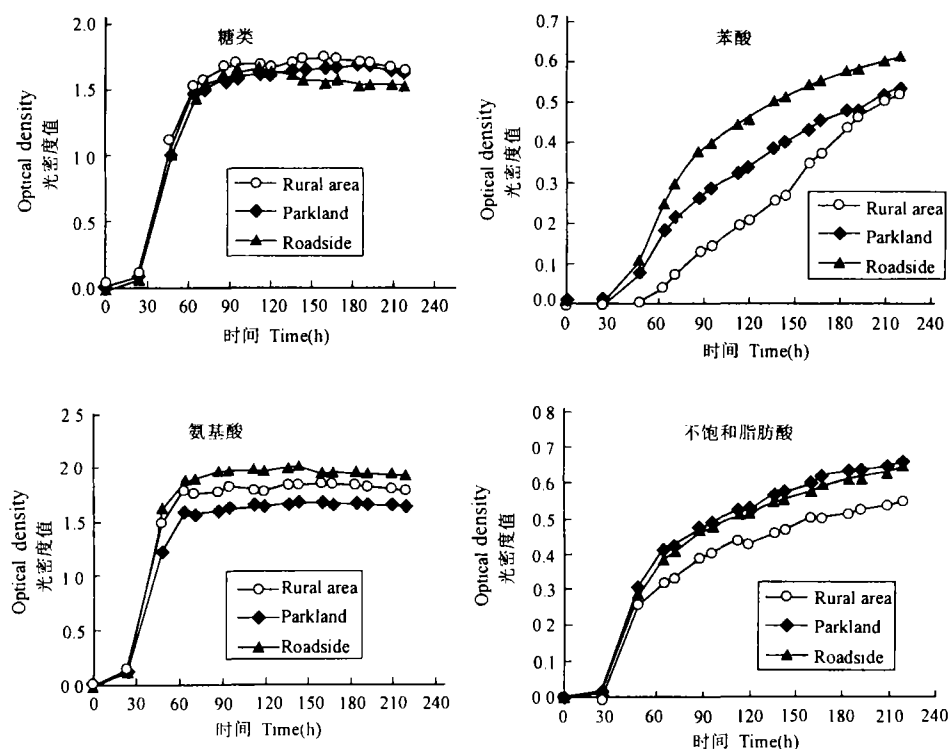 糖类
2.0
1.5
1.0
0.5
0.0
Optical density
光密度值
Rural area
Parkland
Roadside
0 30 60 90 120 150 180 210 240
时间 Time(h)
苯酸
0.7
0.6
0.5
0.4
0.3
0.2
0.1
0.0
Optical density
光密度值
Rural area
Parkland
Roadside
0 30 60 90 120 150 180 210 240
时间 Time(h)
氨基酸
2 5
2 0
1 5
1 0
0 5
0 0
Optical density
光密度值
Rural area
Parkland
Roadside
0 30 60 90 120 150 180 210 240
时间 Time(h)
不饱和脂肪酸
0 8
0.7
0.6
0.5
0.4
0.3
0.2
0.1
0.0
Optical density
光密度值
Rural area
Parkland
Roadside
0 30 60 90 120 150 180 210 240
时间 Time(h)